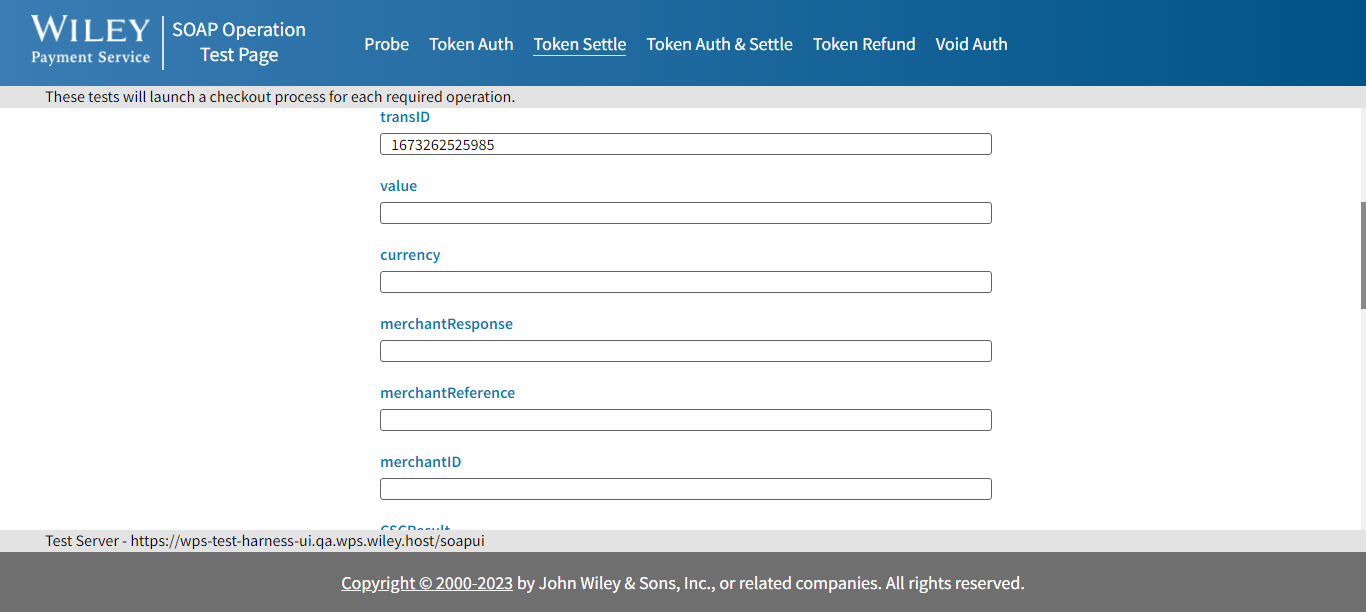 WILEY
Payment Service
SOAP Operation
Test Page
Probe Token Auth Token Settle Token Auth & Settle Token Refund Void Auth
These tests will launch a checkout process for each required operation.
transID
1673262525985
value
currency
merchantResponse
merchantReference
merchantID
CSCResult
Test Server - https://wps-test-harness-ui.qa.wps.wiley.host/soapui
Copyright © 2000-2023 by John Wiley & Sons, Inc., or related companies. All rights reserved.